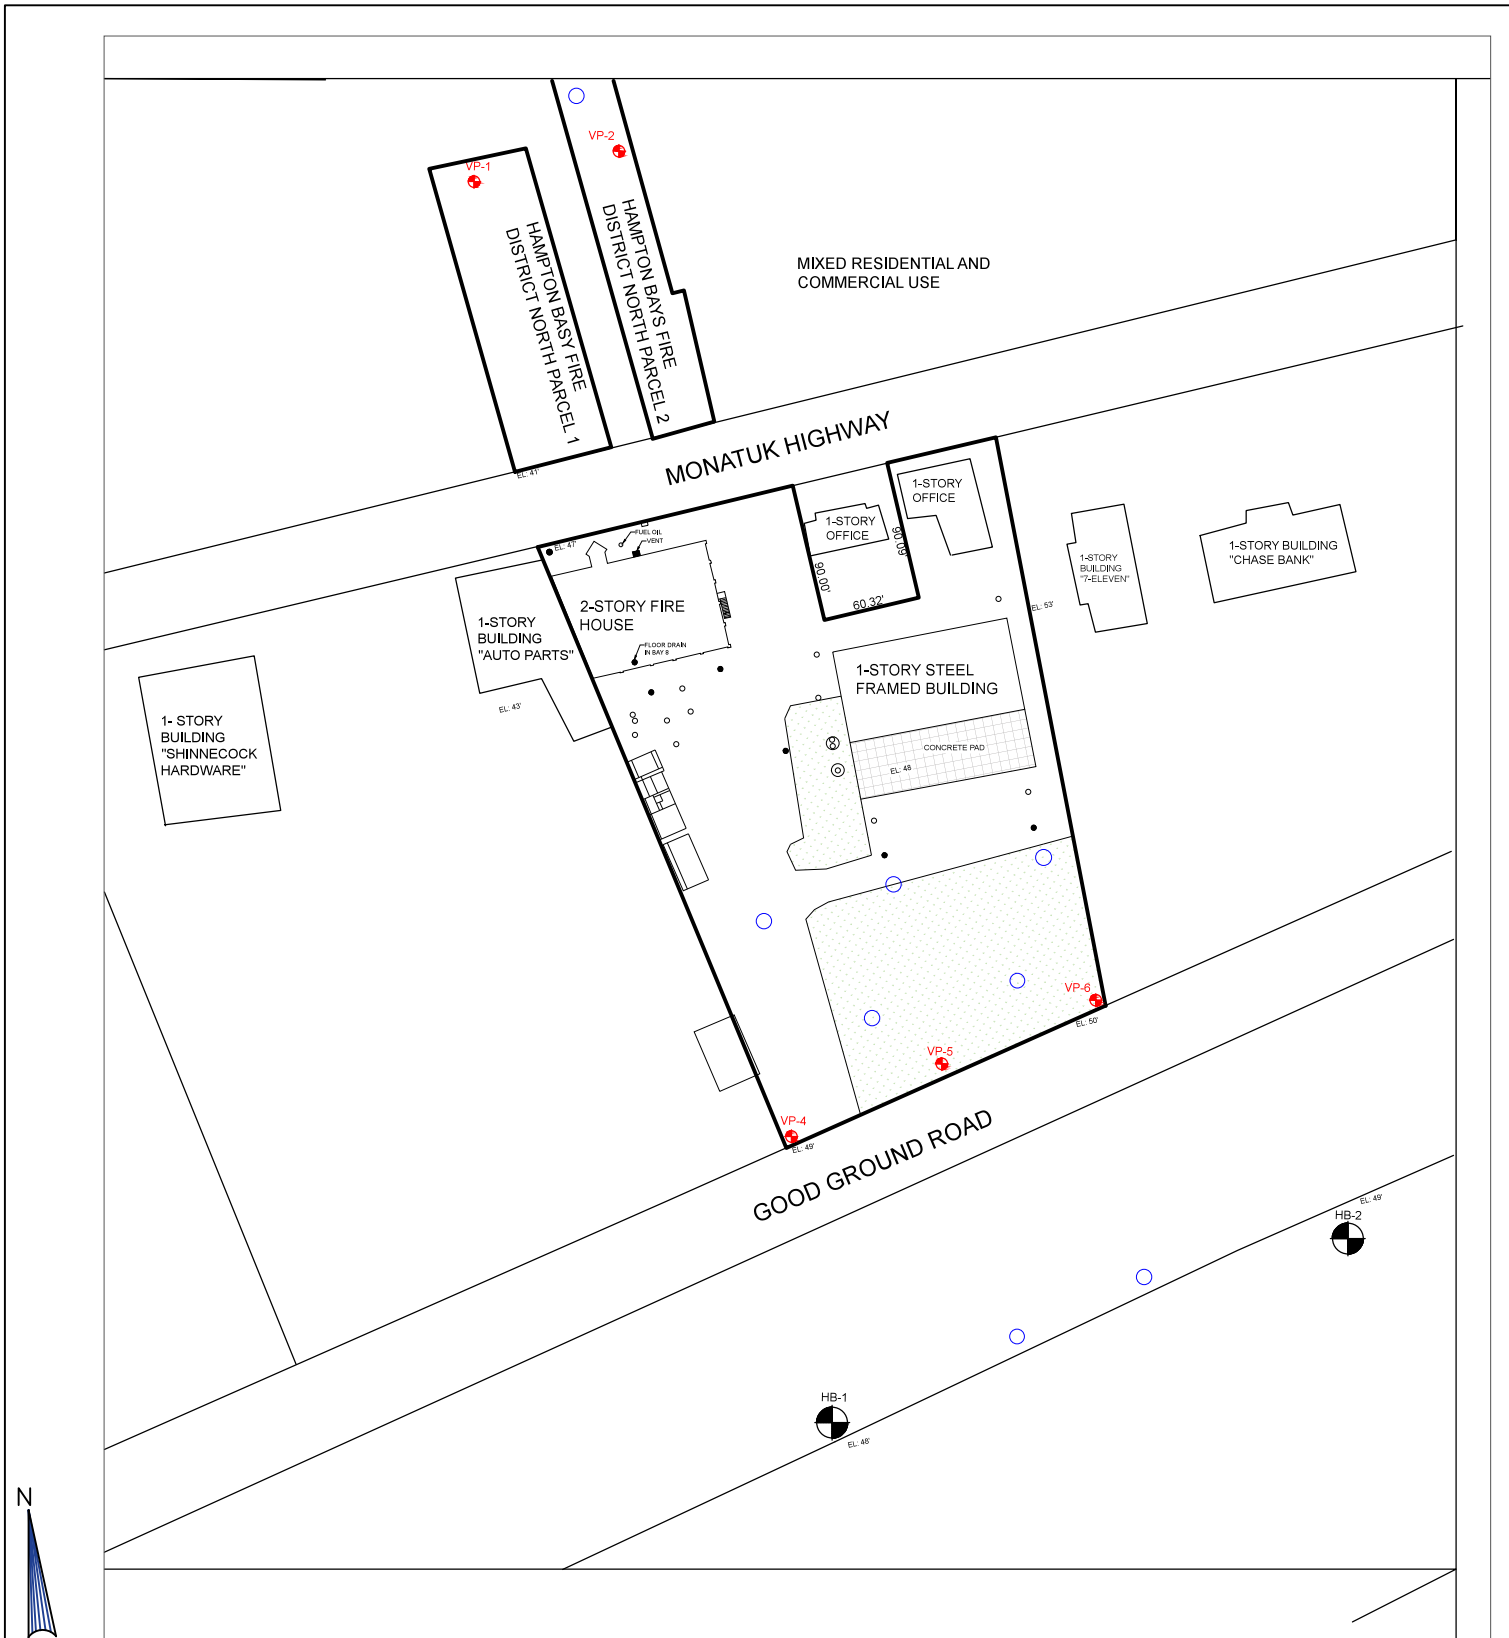 VP-2
VP-1
HAMPTON BASY FIRE
DISTRICT NORTH PARCEL 1
HAMPTON BAYS FIRE
DISTRICT NORTH PARCEL 2
MIXED RESIDENTIAL AND
COMMERCIAL USE
MONATUK HIGHWAY
EL: 41'
EL: 47'
FUEL OIL
VENT
1-STORY
OFFICE
1-STORY
OFFICE
90.09'
90.00'
60.32'
1-STORY
BUILDING
"7-ELEVEN"
1-STORY BUILDING
"CHASE BANK"
EL: 53'
2-STORY FIRE
HOUSE
FLOOR DRAIN
IN BAY 8
1-STORY
BUILDING
"AUTO PARTS"
EL: 43'
1-STORY STEEL
FRAMED BUILDING
CONCRETE PAD
EL: 48
1- STORY
BUILDING
"SHINNECOCK
HARDWARE"
VP-6
EL: 50'
VP-5
VP-4
EL: 49'
GOOD GROUND ROAD
EL: 49'
HB-2
HB-1
EL: 48'
N